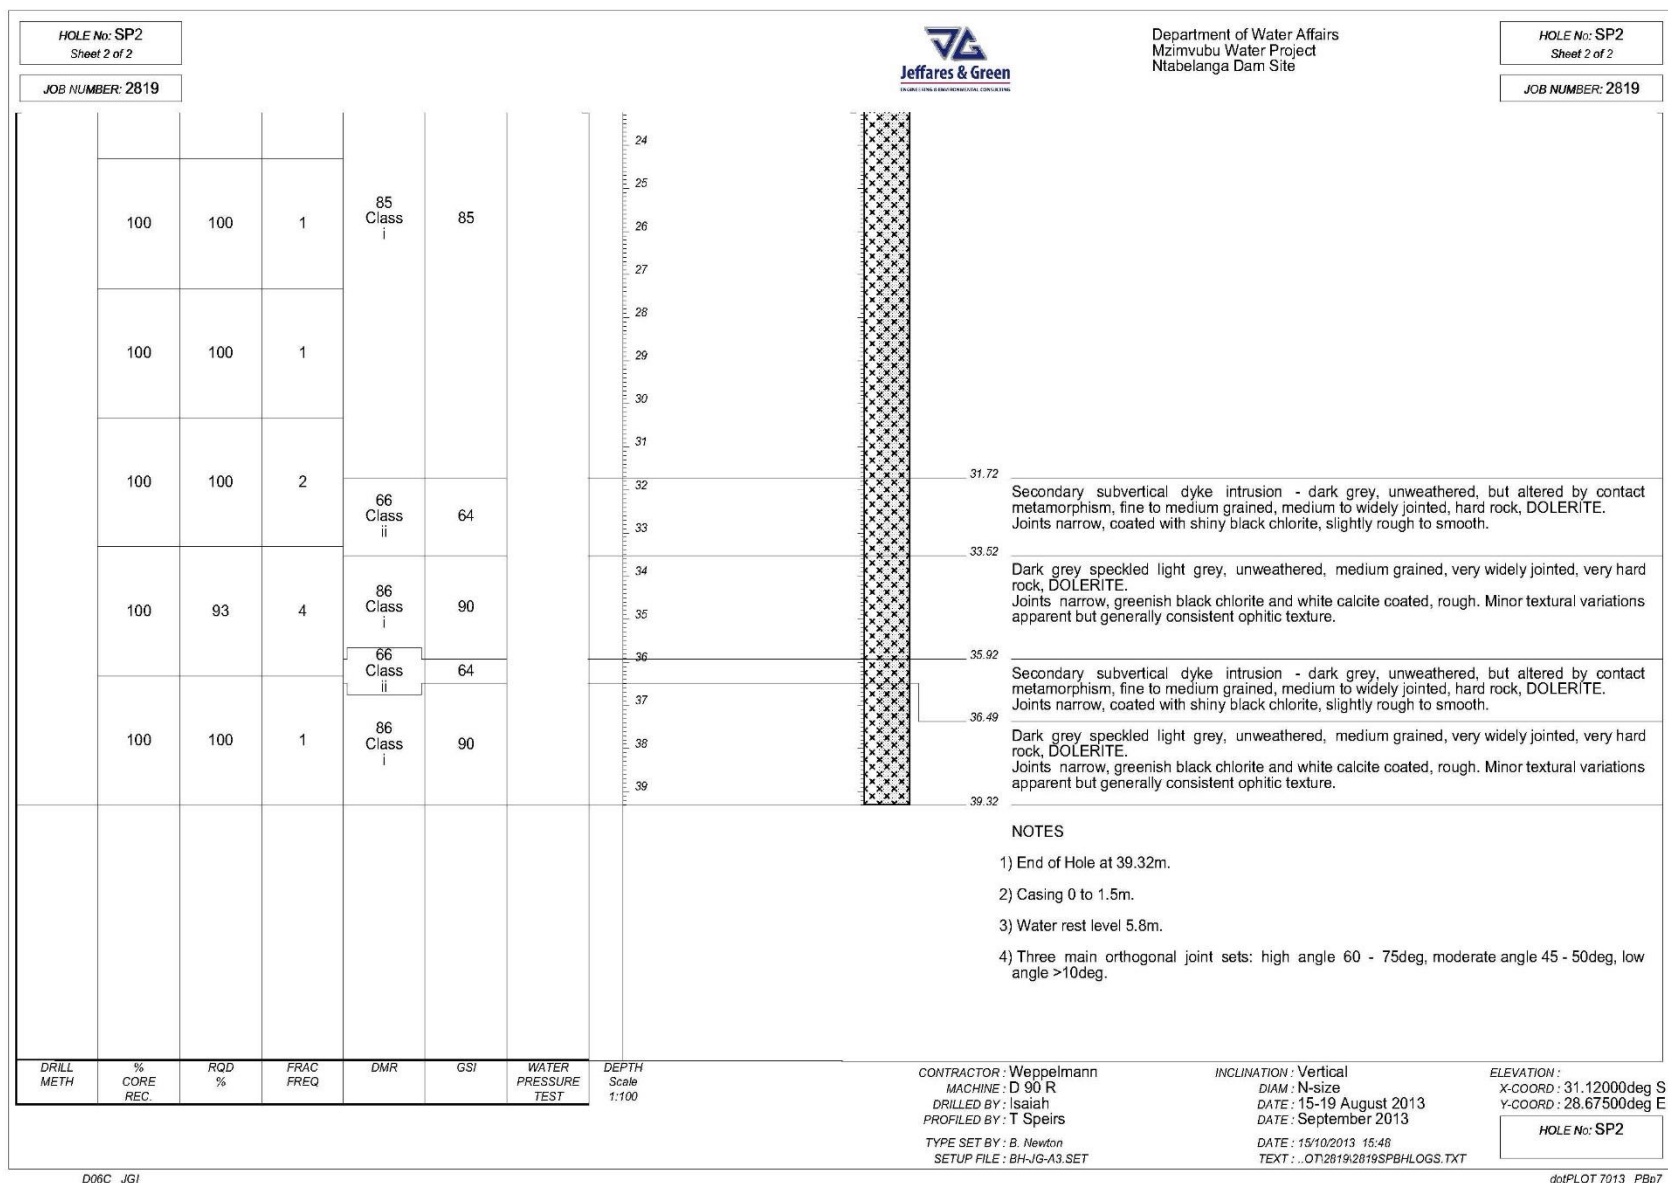 HOLE No: SP2
Sheet 2 of 2
JOB NUMBER: 2819
JG
Jeffares & Green
ENGINEERING & ENVIRONMENTAL CONSULTING
Department of Water Affairs
Mzimvubu Water Project
Ntabelanga Dam Site
HOLE No: SP2
Sheet 2 of 2
JOB NUMBER: 2819
24
25
100 100 1 85 Class i 85
26
27
28
100 100 1
29
30
31
31.72
100 100 2
32
66 Class ii 64
33
Secondary subvertical dyke intrusion - dark grey, unweathered, but altered by contact
metamorphism, fine to medium grained, medium to widely jointed, hard rock, DOLERITE.
Joints narrow, coated with shiny black chlorite, slightly rough to smooth.
33.52
34
100 93 4 86 Class i 90
35
Dark grey speckled light grey, unweathered, medium grained, very widely jointed, very hard
rock, DOLERITE.
Joints narrow, greenish black chlorite and white calcite coated, rough. Minor textural variations
apparent but generally consistent ophitic texture.
36
35.92
66 Class ii 64
Secondary subvertical dyke intrusion - dark grey, unweathered, but altered by contact
metamorphism, fine to medium grained, medium to widely jointed, hard rock, DOLERITE.
Joints narrow, coated with shiny black chlorite, slightly rough to smooth.
37
36.49
100 100 1 86 Class i 90
38
39
Dark grey speckled light grey, unweathered, medium grained, very widely jointed, very hard
rock, DOLERITE.
Joints narrow, greenish black chlorite and white calcite coated, rough. Minor textural variations
apparent but generally consistent ophitic texture.
39.32
NOTES
1) End of Hole at 39.32m.
2) Casing 0 to 1.5m.
3) Water rest level 5.8m.
4) Three main orthogonal joint sets: high angle 60 - 75deg, moderate angle 45 - 50deg, low
angle >10deg.
DRILL METH
% CORE REC.
RQD %
FRAC FREQ
DMR
GSI
WATER PRESSURE TEST
DEPTH Scale 1:100
CONTRACTOR : Weppelmann
MACHINE : D 90 R
DRILLED BY : Isaiah
PROFILED BY : T Speirs
TYPE SET BY : B. Newton
SETUP FILE : BH-JG-A3.SET
INCLINATION : Vertical
DIAM : N-size
DATE : 15-19 August 2013
DATE : September 2013
DATE : 15/10/2013 15:48
TEXT : ..OT\2819\2819SPBHLOGS.TXT
ELEVATION :
X-COORD : 31.12000deg S
Y-COORD : 28.67500deg E
HOLE No: SP2
D06C JGI
dotPLOT 7013 PBp7